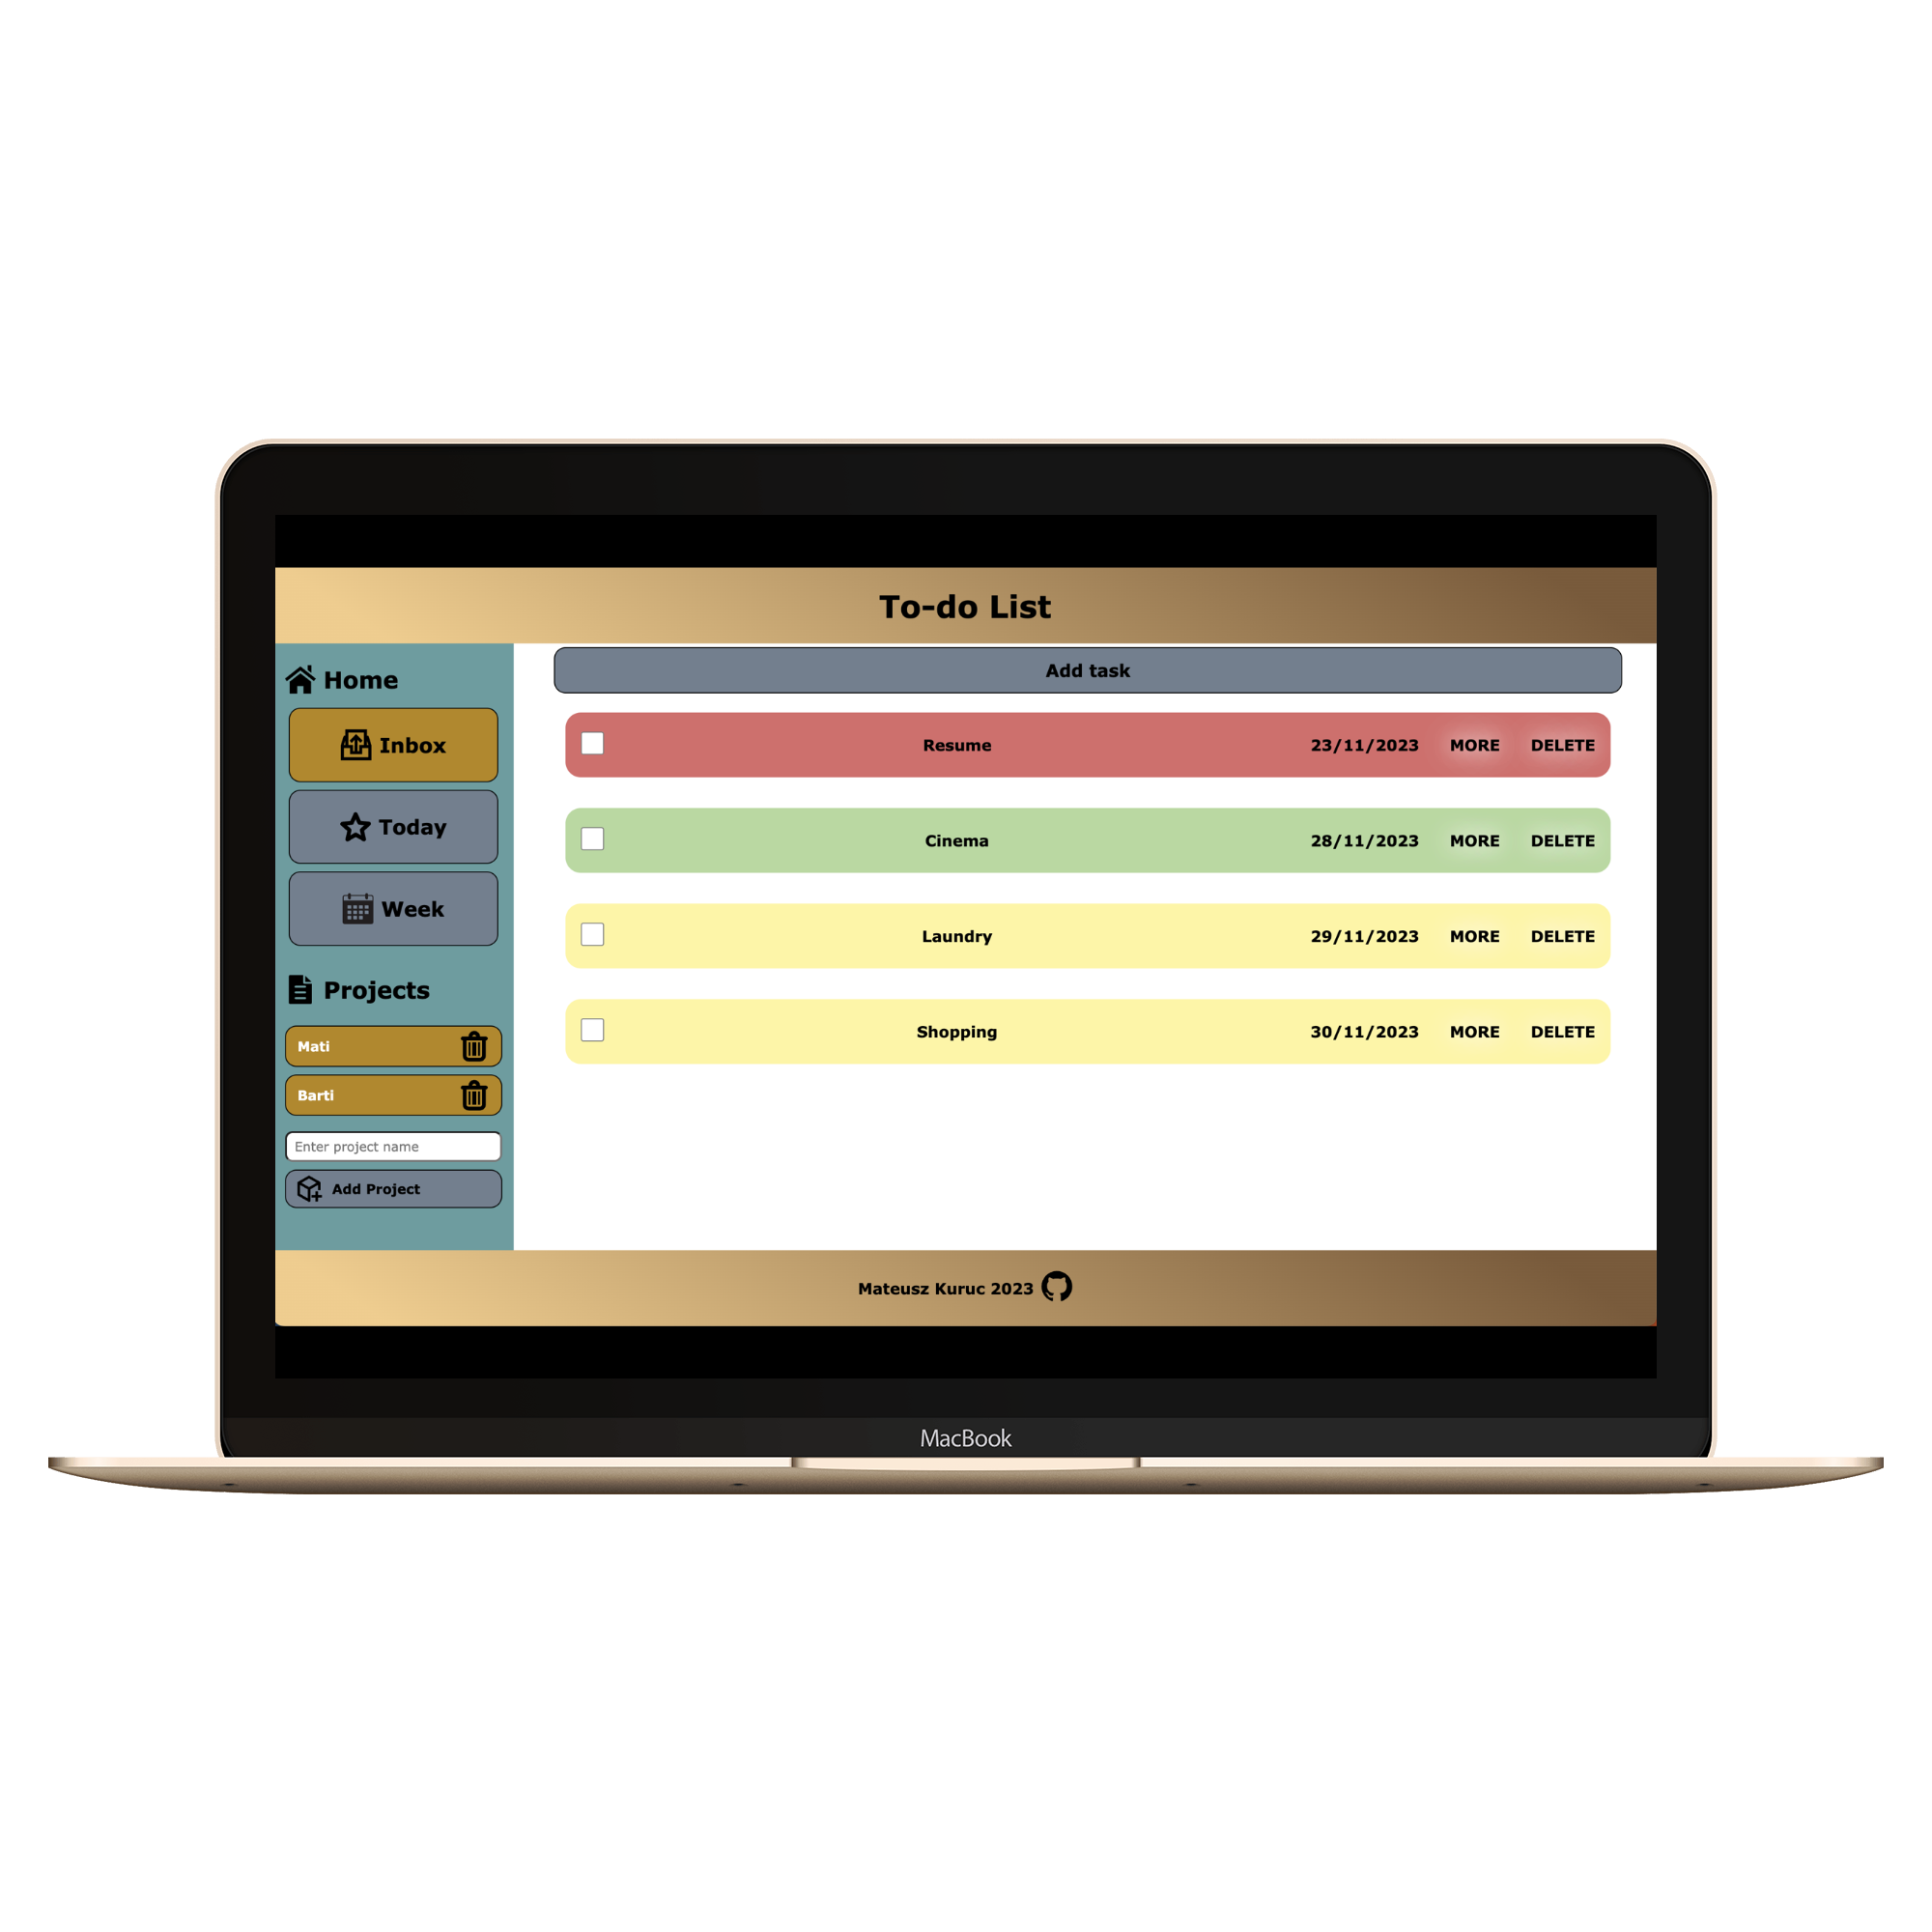 To-do List
Home
Inbox
Today
Week
Projects
Mati
Barti
Enter project name
Add Project
Add task
Resume 23/11/2023 MORE DELETE
Cinema 28/11/2023 MORE DELETE
Laundry 29/11/2023 MORE DELETE
Shopping 30/11/2023 MORE DELETE
Mateusz Kuruc 2023
MacBook